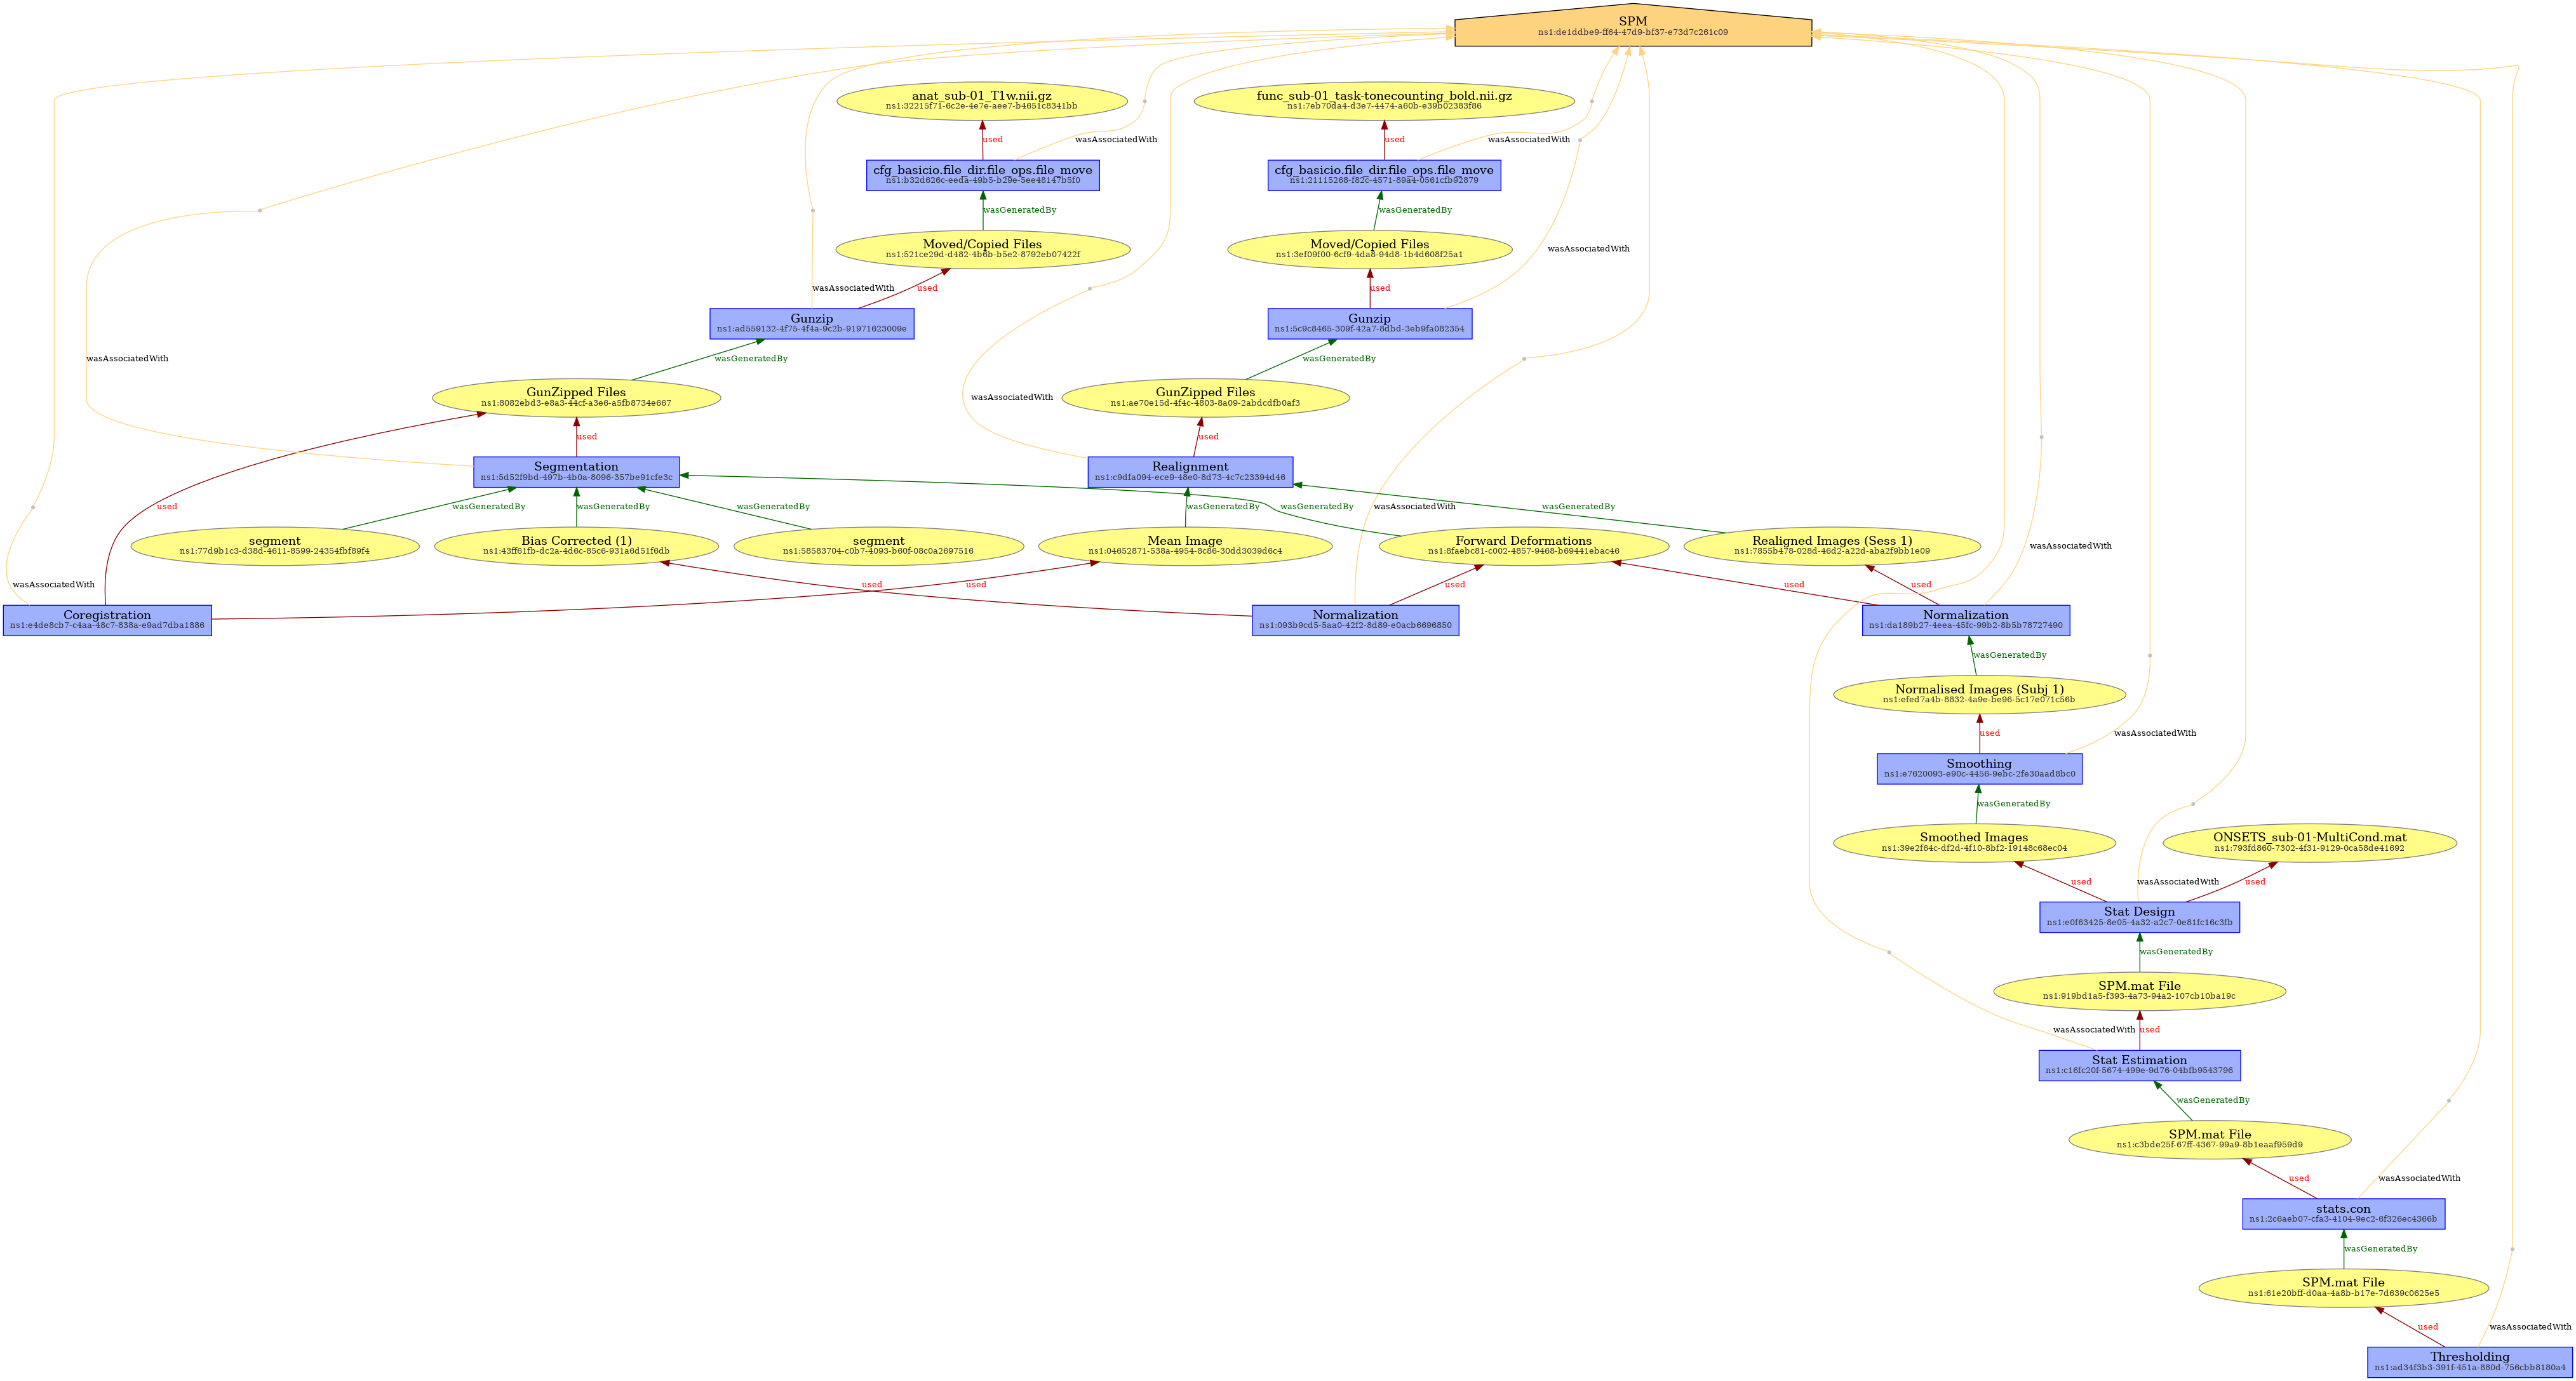 SPM
ns1:de1ddbe9-ff64-47d9-bf37-e73d7c261c09
anat_sub-01_T1w.nii.gz
ns1:32215f71-6c2e-4e7e-aee7-b4651c8341bb
func_sub-01_task-tonecounting_bold.nii.gz
ns1:7eb70da4-d3e7-4474-a60b-e39b02383f86
used
wasAssociatedWith
used
wasAssociatedWith
cfg_basicio.file_dir.file_ops.file_move
ns1:b32d626c-eeda-49b5-b29e-5ee48147b5f0
cfg_basicio.file_dir.file_ops.file_move
ns1:21115268-f82c-4571-89a4-0561cfb92879
wasGeneratedBy
wasGeneratedBy
Moved/Copied Files
ns1:521ce29d-d482-4b6b-b5e2-8792eb07422f
Moved/Copied Files
ns1:3ef09f00-6cf9-4da8-94d8-1b4d608f25a1
wasAssociatedWith
wasAssociatedWith
used
used
Gunzip
ns1:ad559132-4f75-4f4a-9c2b-91971623009e
Gunzip
ns1:5c9c8465-309f-42a7-8dbd-3eb9fa082354
wasAssociatedWith
wasGeneratedBy
wasGeneratedBy
GunZipped Files
ns1:8082ebd3-e8a3-44cf-a3e6-a5fb8734e667
GunZipped Files
ns1:ae70e15d-4f4c-4803-8a09-2abdcdfb0af3
wasAssociatedWith
used
used
Segmentation
ns1:5d52f9bd-497b-4b0a-8096-357be91cfe3c
Realignment
ns1:c9dfa094-ece9-48e0-8d73-4c7c23394d46
used
wasGeneratedBy
wasGeneratedBy
wasGeneratedBy
wasGeneratedBy
wasGeneratedBy
wasAssociatedWith
wasGeneratedBy
segment
ns1:77d9b1c3-d38d-4611-8599-24354fbf89f4
Bias Corrected (1)
ns1:43ff61fb-dc2a-4d6c-85c6-931a6d51f6db
segment
ns1:58583704-c0b7-4093-b60f-08c0a2697516
Mean Image
ns1:04652871-538a-4954-8c86-30dd3039d6c4
Forward Deformations
ns1:8faebc81-c002-4857-9468-b69441ebac46
Realigned Images (Sess 1)
ns1:7855b478-028d-46d2-a22d-aba2f9bb1e09
wasAssociatedWith
used
used
used
used
used
wasAssociatedWith
Coregistration
ns1:e4de8cb7-c4aa-48c7-838a-e9ad7dba1886
Normalization
ns1:093b9cd5-5aa0-42f2-8d89-e0acb6696850
Normalization
ns1:da189b27-4eea-45fc-99b2-8b5b78727490
wasGeneratedBy
Normalised Images (Subj 1)
ns1:efed7a4b-8832-4a9e-be96-5c17e071c56b
used
wasAssociatedWith
Smoothing
ns1:e7620093-e90c-4456-9ebc-2fe30aad8bc0
wasGeneratedBy
Smoothed Images
ns1:39e2f64c-df2d-4f10-8bf2-19148c68ec04
ONSETS_sub-01-MultiCond.mat
ns1:793fd860-7302-4f31-9129-0ca58de41692
used
wasAssociatedWith
used
Stat Design
ns1:e0f63425-8e05-4a32-a2c7-0e81fc16c3fb
wasGeneratedBy
SPM.mat File
ns1:919bd1a5-f393-4a73-94a2-107cb10ba19c
wasAssociatedWith
used
Stat Estimation
ns1:c16fc20f-5674-499e-9d76-04bfb9543796
wasGeneratedBy
SPM.mat File
ns1:c3bde25f-67ff-4367-99a9-8b1eaaf959d9
used
wasAssociatedWith
stats.con
ns1:2c6aeb07-cfa3-4104-9ec2-6f326ec4366b
wasGeneratedBy
SPM.mat File
ns1:61e20bff-d0aa-4a8b-b17e-7d639c0625e5
used
wasAssociatedWith
Thresholding
ns1:ad34f3b3-391f-451a-880d-756cbb8180a4